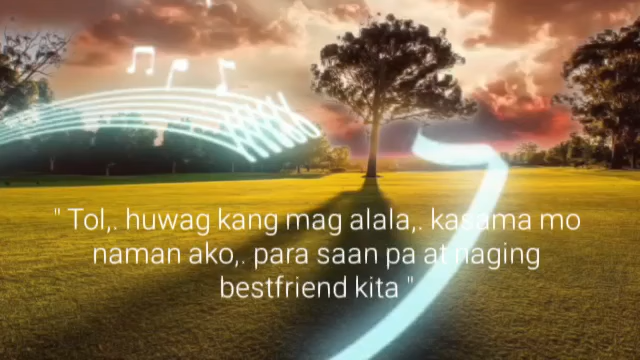 " Tol,. huwag kang mag alala,. kasama mo
naman ako,. para saan pa at naging
bestfriend kita "